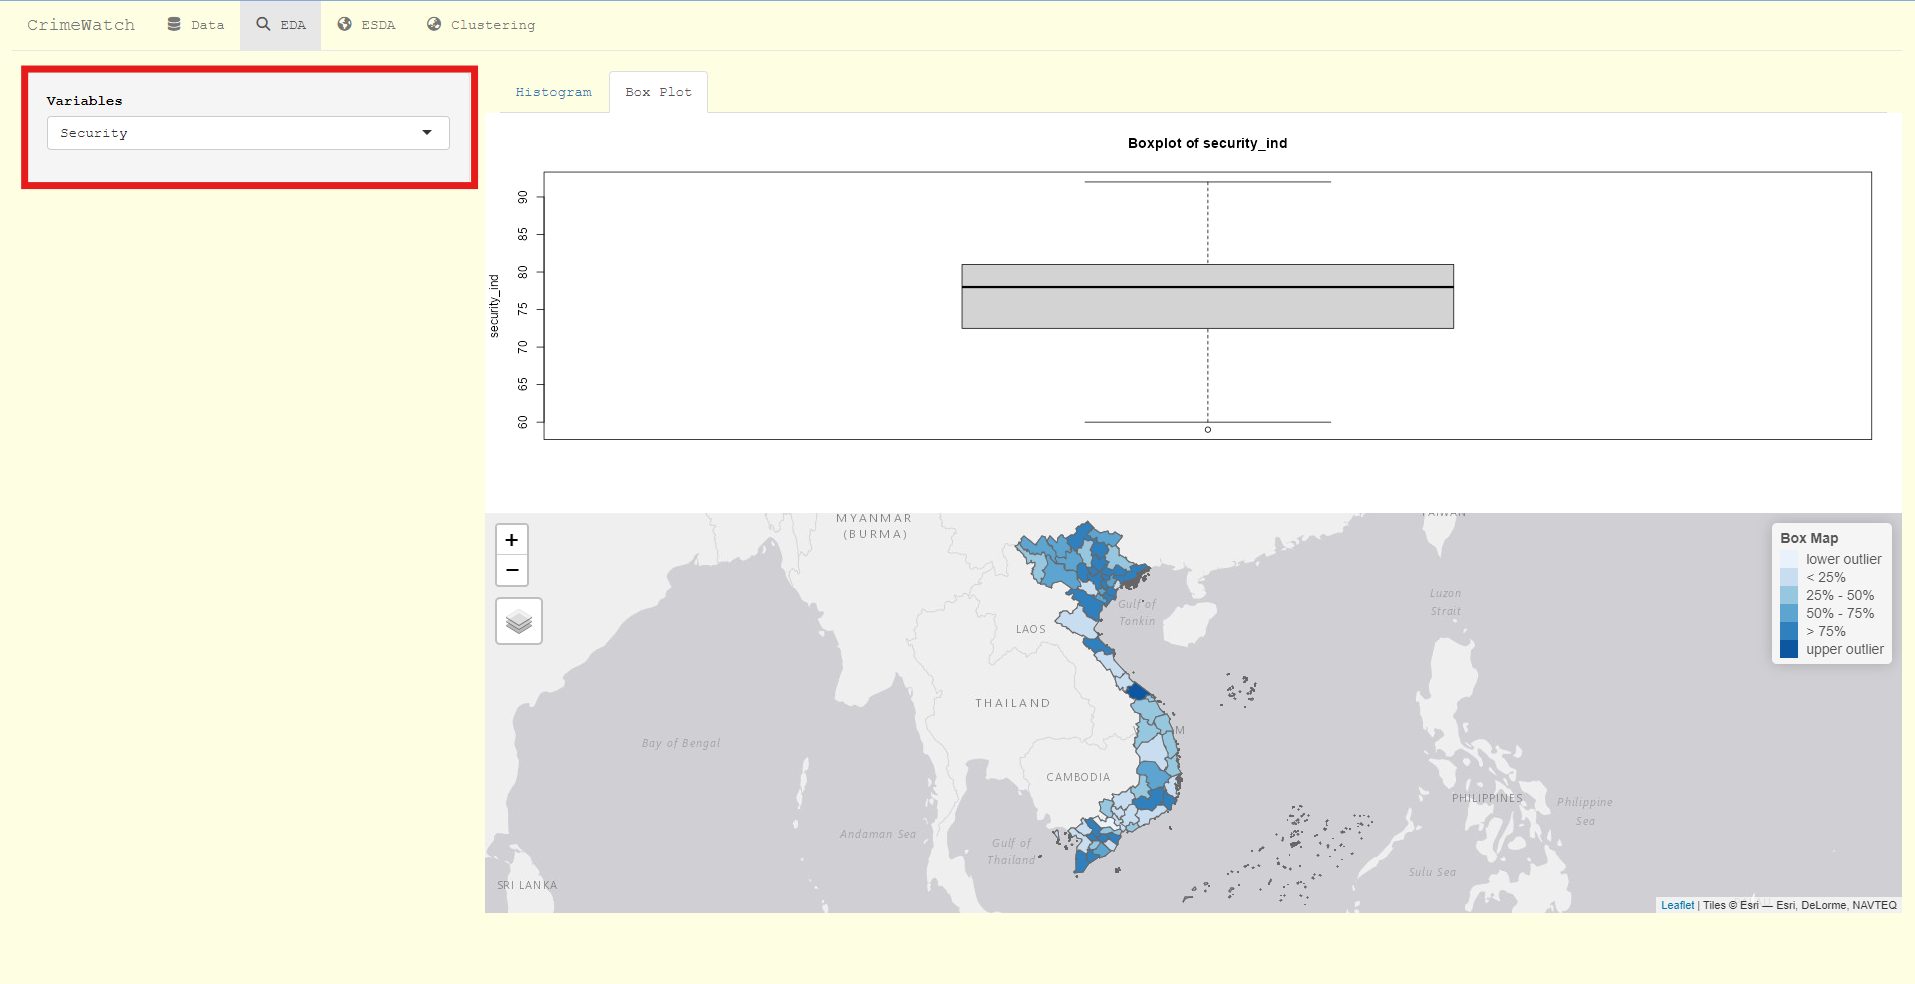 CrimeWatch Data EDA ESDA Clustering
Variables
Security
Histogram Box Plot
Boxplot of security_ind
security_ind
90
85
80
75
70
65
60
+
−
MYANMAR
(BURMA)
LAOS
THAILAND
CAMBODIA
Gulf of
Tonkin
Bay of Bengal
Andaman Sea
Gulf of
Thailand
SRI LANKA
TAIWAN
Luzon
Strait
M
PHILIPPINES
Philippine
Sea
Sulu Sea
Box Map
lower outlier
< 25%
25% - 50%
50% - 75%
> 75%
upper outlier
Leaflet | Tiles © Esri — Esri, DeLorme, NAVTEQ